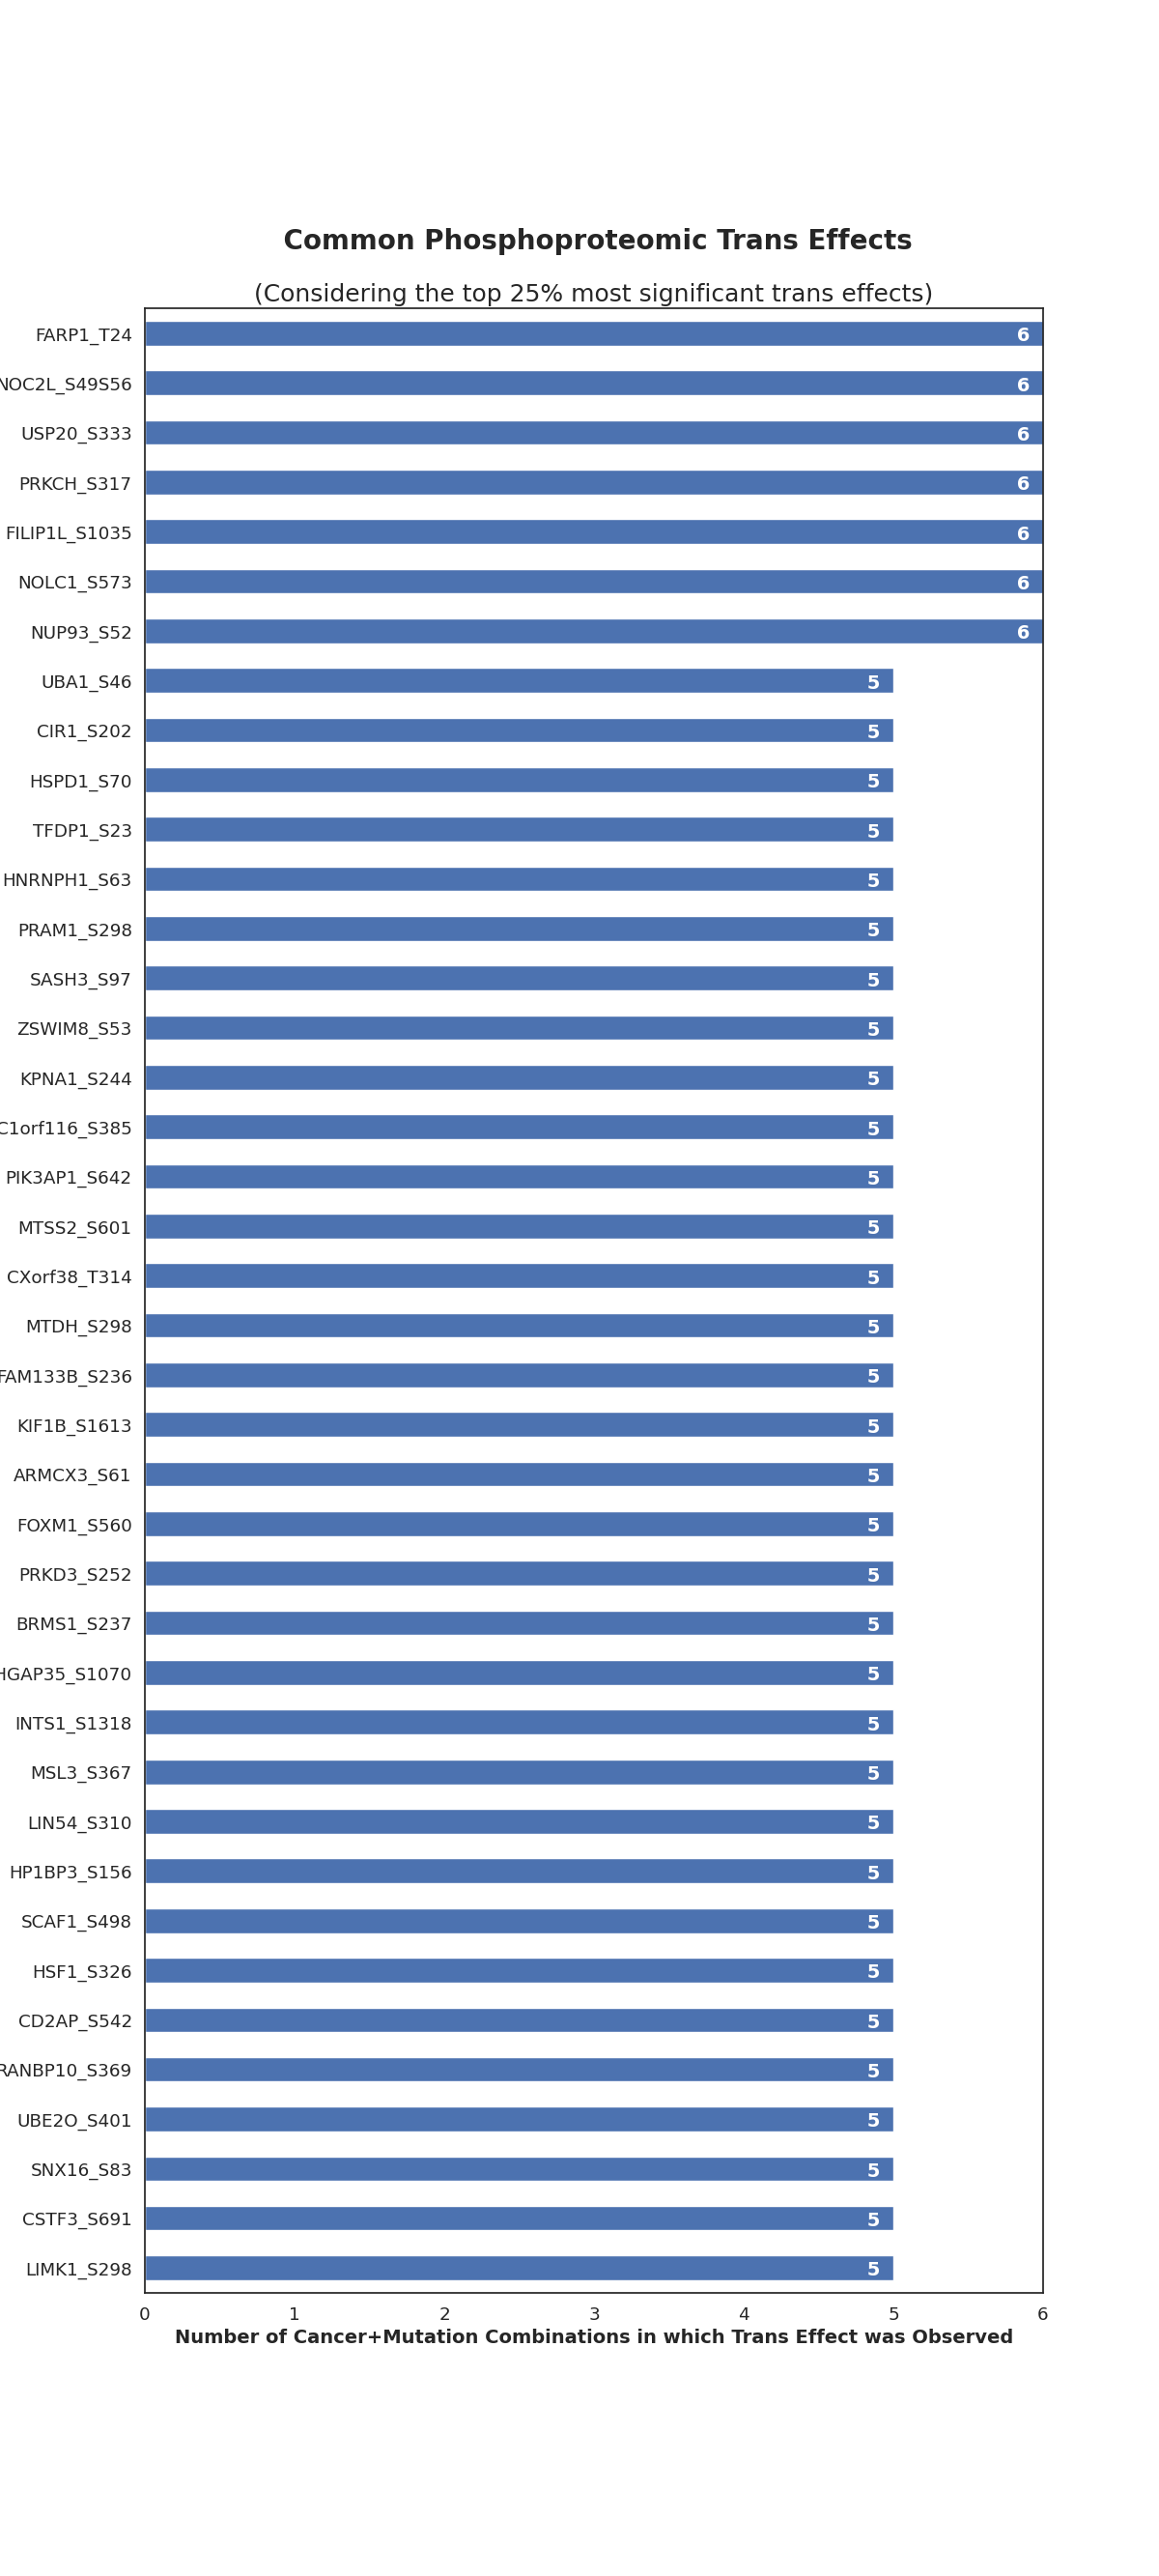 Common Phosphoproteomic Trans Effects
(Considering the top 25% most significant trans effects)
FARP1_T24 6
NOC2L_S49S56 6
USP20_S333 6
PRKCH_S317 6
FILIP1L_S1035 6
NOLC1_S573 6
NUP93_S52 6
UBA1_S46 5
CIR1_S202 5
HSPD1_S70 5
TFDP1_S23 5
HNRNPH1_S63 5
PRAM1_S298 5
SASH3_S97 5
ZSWIM8_S53 5
KPNA1_S244 5
C1orf116_S385 5
PIK3AP1_S642 5
MTSS2_S601 5
CXorf38_T314 5
MTDH_S298 5
FAM133B_S236 5
KIF1B_S1613 5
ARMCX3_S61 5
FOXM1_S560 5
PRKD3_S252 5
BRMS1_S237 5
HGAP35_S1070 5
INTS1_S1318 5
MSL3_S367 5
LIN54_S310 5
HP1BP3_S156 5
SCAF1_S498 5
HSF1_S326 5
CD2AP_S542 5
RANBP10_S369 5
UBE2O_S401 5
SNX16_S83 5
CSTF3_S691 5
LIMK1_S298 5
0 1 2 3 4 5 6
Number of Cancer+Mutation Combinations in which Trans Effect was Observed